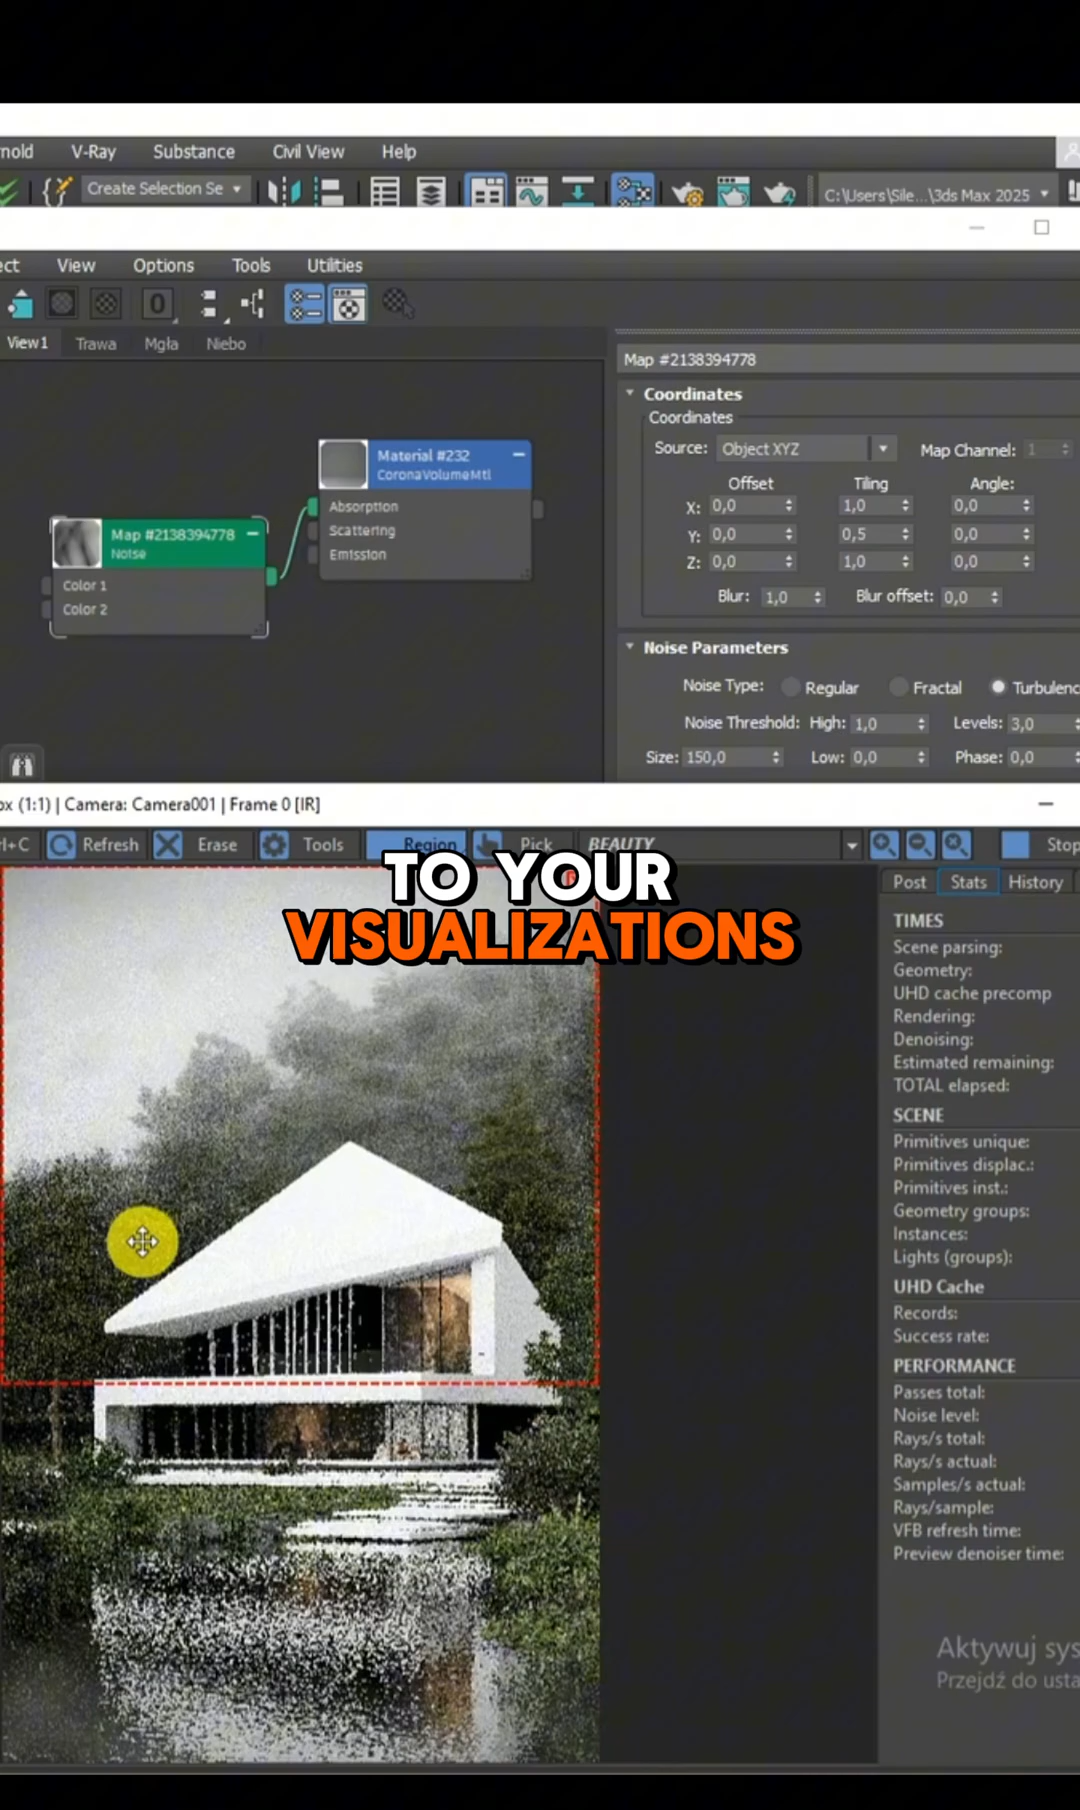 V-Ray Substance Civil View Help
Create Selection Se C:\Users\Sile...\3ds Max 2025
View Options Tools Utilities
0
View1 Trawa Mgła Niebo
Map #2138394778
Coordinates
Coordinates
Source: Object XYZ Map Channel: 1
Offset Tiling Angle:
X: 0,0 1,0 0,0
Y: 0,0 0,5 0,0
Z: 0,0 1,0 0,0
Blur: 1,0 Blur offset: 0,0
Noise Parameters
Noise Type: Regular Fractal Turbulenc
Noise Threshold: High: 1,0 Levels: 3,0
Size: 150,0 Low: 0,0 Phase: 0,0
Material #232
CoronaVolumeMtl
Absorption
Scattering
Emission
Map #2138394778
Noise
Color 1
Color 2
ox (1:1) | Camera: Camera001 | Frame 0 [IR]
rl+C Refresh Erase Tools Region Pick BEAUTY Stop
TO YOUR
VISUALIZATIONS
Post Stats History
TIMES
Scene parsing:
Geometry:
UHD cache precomp
Rendering:
Denoising:
Estimated remaining:
TOTAL elapsed:
SCENE
Primitives unique:
Primitives displac.:
Primitives inst.:
Geometry groups:
Instances:
Lights (groups):
UHD Cache
Records:
Success rate:
PERFORMANCE
Passes total:
Noise level:
Rays/s total:
Rays/s actual:
Samples/s actual:
Rays/sample:
VFB refresh time:
Preview denoiser time:
Aktywuj sys
Przejdź do usta